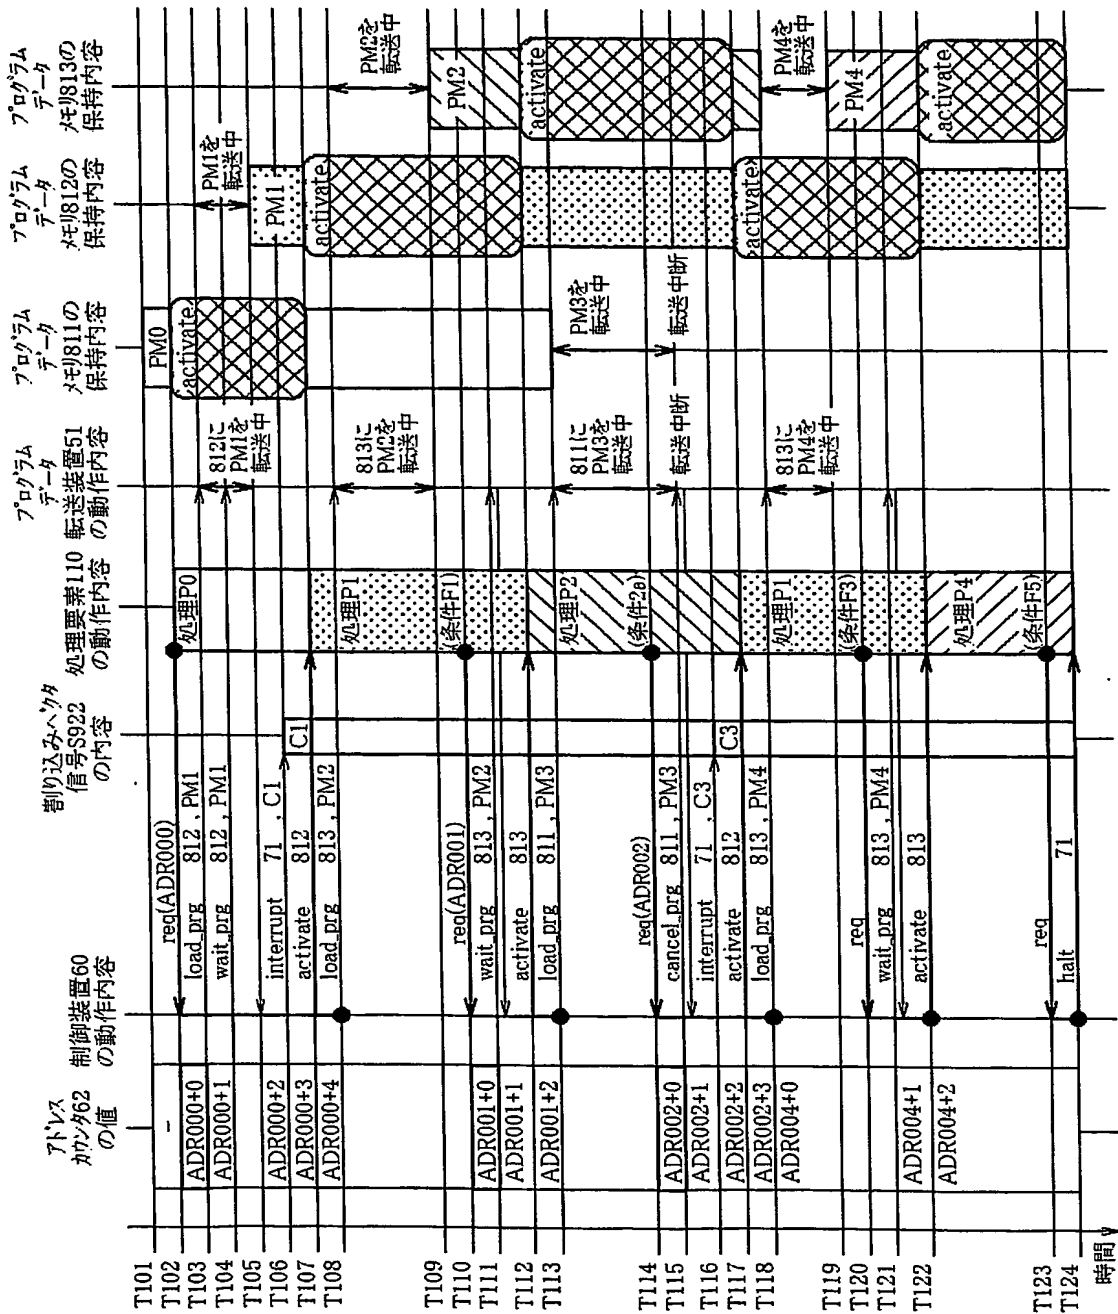 アドレス
カウンタ62
の値
制御装置60
の動作内容
割り込みベクタ
信号S922
の内容
処理要素110
の動作内容
プログラム
データ
転送装置51
の動作内容
プログラム
データ
メモリ811の
保持内容
プログラム
データ
メモリ812の
保持内容
プログラム
データ
メモリ813の
保持内容
T101
T102
T103
T104
T105
T106
T107
T108
T109
T110
T111
T112
T113
T114
T115
T116
T117
T118
T119
T120
T121
T122
T123
T124
時間
-
ADR000+0
ADR000+1
ADR000+2
ADR000+3
ADR000+4
ADR001+0
ADR001+1
ADR001+2
ADR002+0
ADR002+1
ADR002+2
ADR002+3
ADR004+0
ADR004+1
ADR004+2
req(ADR000)
load_prg 812 , PM1
wait_prg 812 , PM1
interrupt 71 , C1
activate 812
load_prg 813 , PM2
req(ADR001)
wait_prg 813 , PM2
activate 813
load_prg 811 , PM3
req(ADR002)
cancel_prg 811 , PM3
interrupt 71 , C3
activate 812
load_prg 813 , PM4
req
wait_prg 813 , PM4
activate 813
req
halt 71
C1
C3
処理P0
処理P1
(条件F1)
処理P2
(条件2a)
処理P1
(条件F3)
処理P4
(条件F5)
812に
PM1を
転送中
813に
PM2を
転送中
811に
PM3を
転送中
転送中断
813に
PM4を
転送中
PM0
activate
PM3を
転送中
転送中断
PM1を
転送中
PM1
activate
activate
PM2を
転送中
PM2
activate
PM4を
転送中
PM4
activate